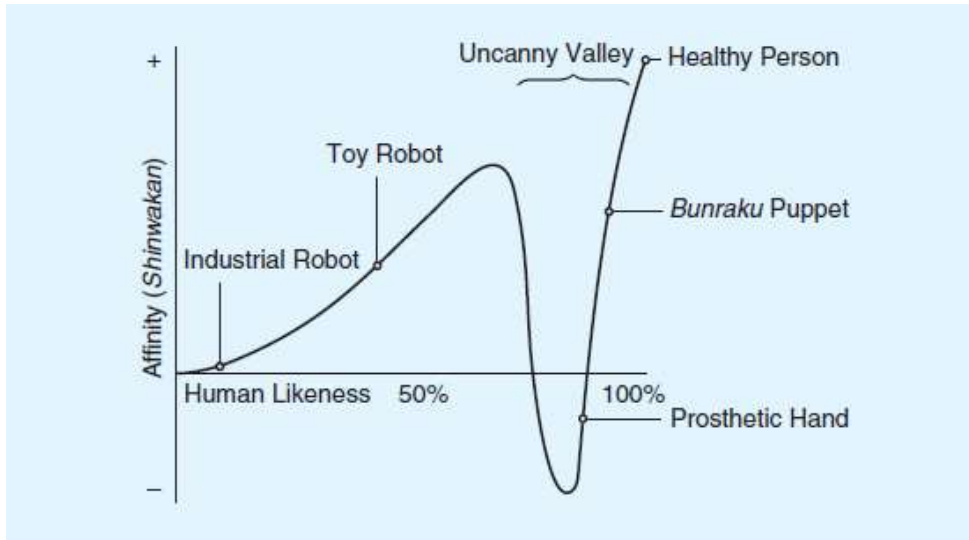 +
Uncanny Valley
Healthy Person
Toy Robot
Bunraku Puppet
Industrial Robot
Affinity (Shinwakan)
Human Likeness 50% 100%
Prosthetic Hand
–